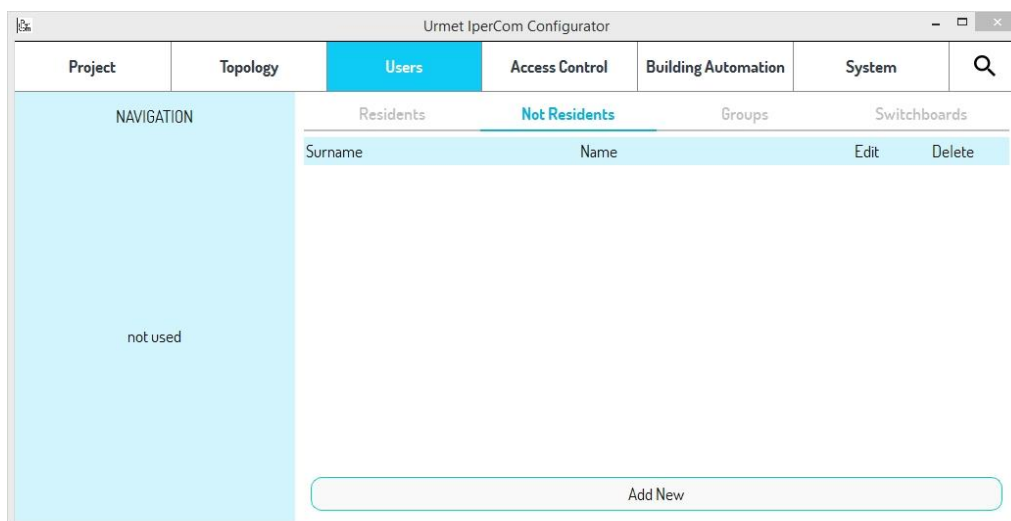 Urmet IperCom Configurator
Project Topology Users Access Control Building Automation System
NAVIGATION
Residents Not Residents Groups Switchboards
Surname Name Edit Delete
not used
Add New